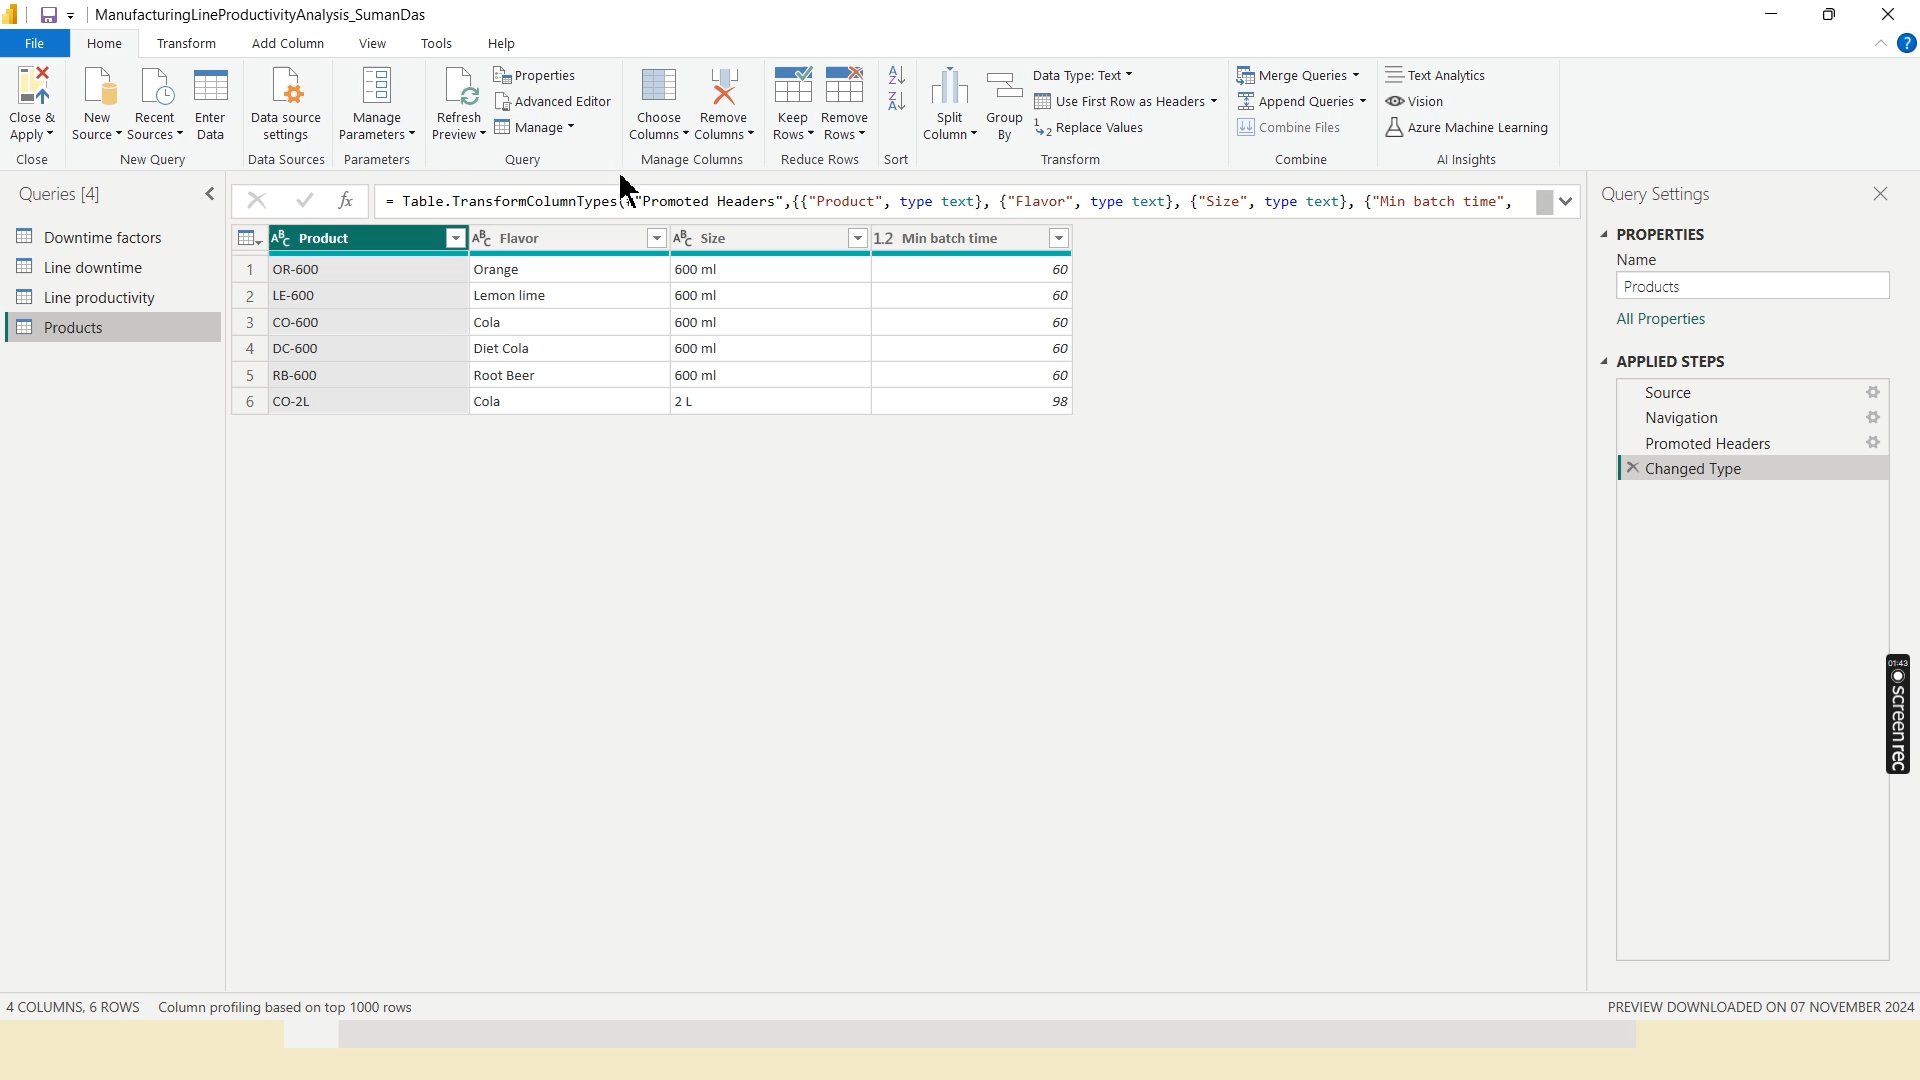 ManufacturingLineProductivityAnalysis_SumanDas
File Home Transform Add Column View Tools Help
Close & Apply
Close
New Source
Recent Sources
Enter Data
New Query
Data source settings
Data Sources
Manage Parameters
Parameters
Refresh Preview
Properties
Advanced Editor
Manage
Query
Choose Columns
Remove Columns
Manage Columns
Keep Rows
Remove Rows
Reduce Rows
Sort
Split Column
Group By
Data Type: Text
Use First Row as Headers
Replace Values
Transform
Merge Queries
Append Queries
Combine Files
Combine
Text Analytics
Vision
Azure Machine Learning
AI Insights
Queries [4]
Downtime factors
Line downtime
Line productivity
Products
fx
= Table.TransformColumnTypes(#"Promoted Headers",{{"Product", type text}, {"Flavor", type text}, {"Size", type text}, {"Min batch time",
ABC Product ABC Flavor ABC Size 1.2 Min batch time
1 OR-600 Orange 600 ml 60
2 LE-600 Lemon lime 600 ml 60
3 CO-600 Cola 600 ml 60
4 DC-600 Diet Cola 600 ml 60
5 RB-600 Root Beer 600 ml 60
6 CO-2L Cola 2 L 98
Query Settings
PROPERTIES
Name
Products
All Properties
APPLIED STEPS
Source
Navigation
Promoted Headers
Changed Type
01:43
screenrec
4 COLUMNS, 6 ROWS Column profiling based on top 1000 rows
PREVIEW DOWNLOADED ON 07 NOVEMBER 2024